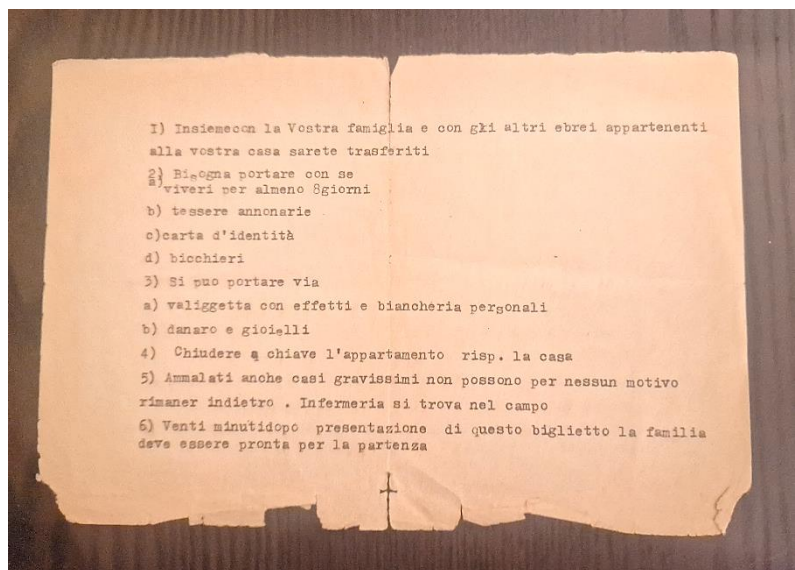 I) Insiemecon la Vostra famiglia e con gli altri ebrei appartenenti
alla vostra casa sarete trasferiti
2) Bisogna portare con se
a) viveri per almeno 8giorni
b) tessere annonarie
c)carta d'identità
d) bicchieri
3) Si puo portare via
a) valiggetta con effetti e biancheria personali
b) danaro e gioielli
4) Chiudere a chiave l'appartamento risp. la casa
5) Ammalati anche casi gravissimi non possono per nessun motivo
rimaner indietro . Infermeria si trova nel campo
6) Venti minutidopo presentazione di questo biglietto la familia
deve essere pronta per la partenza